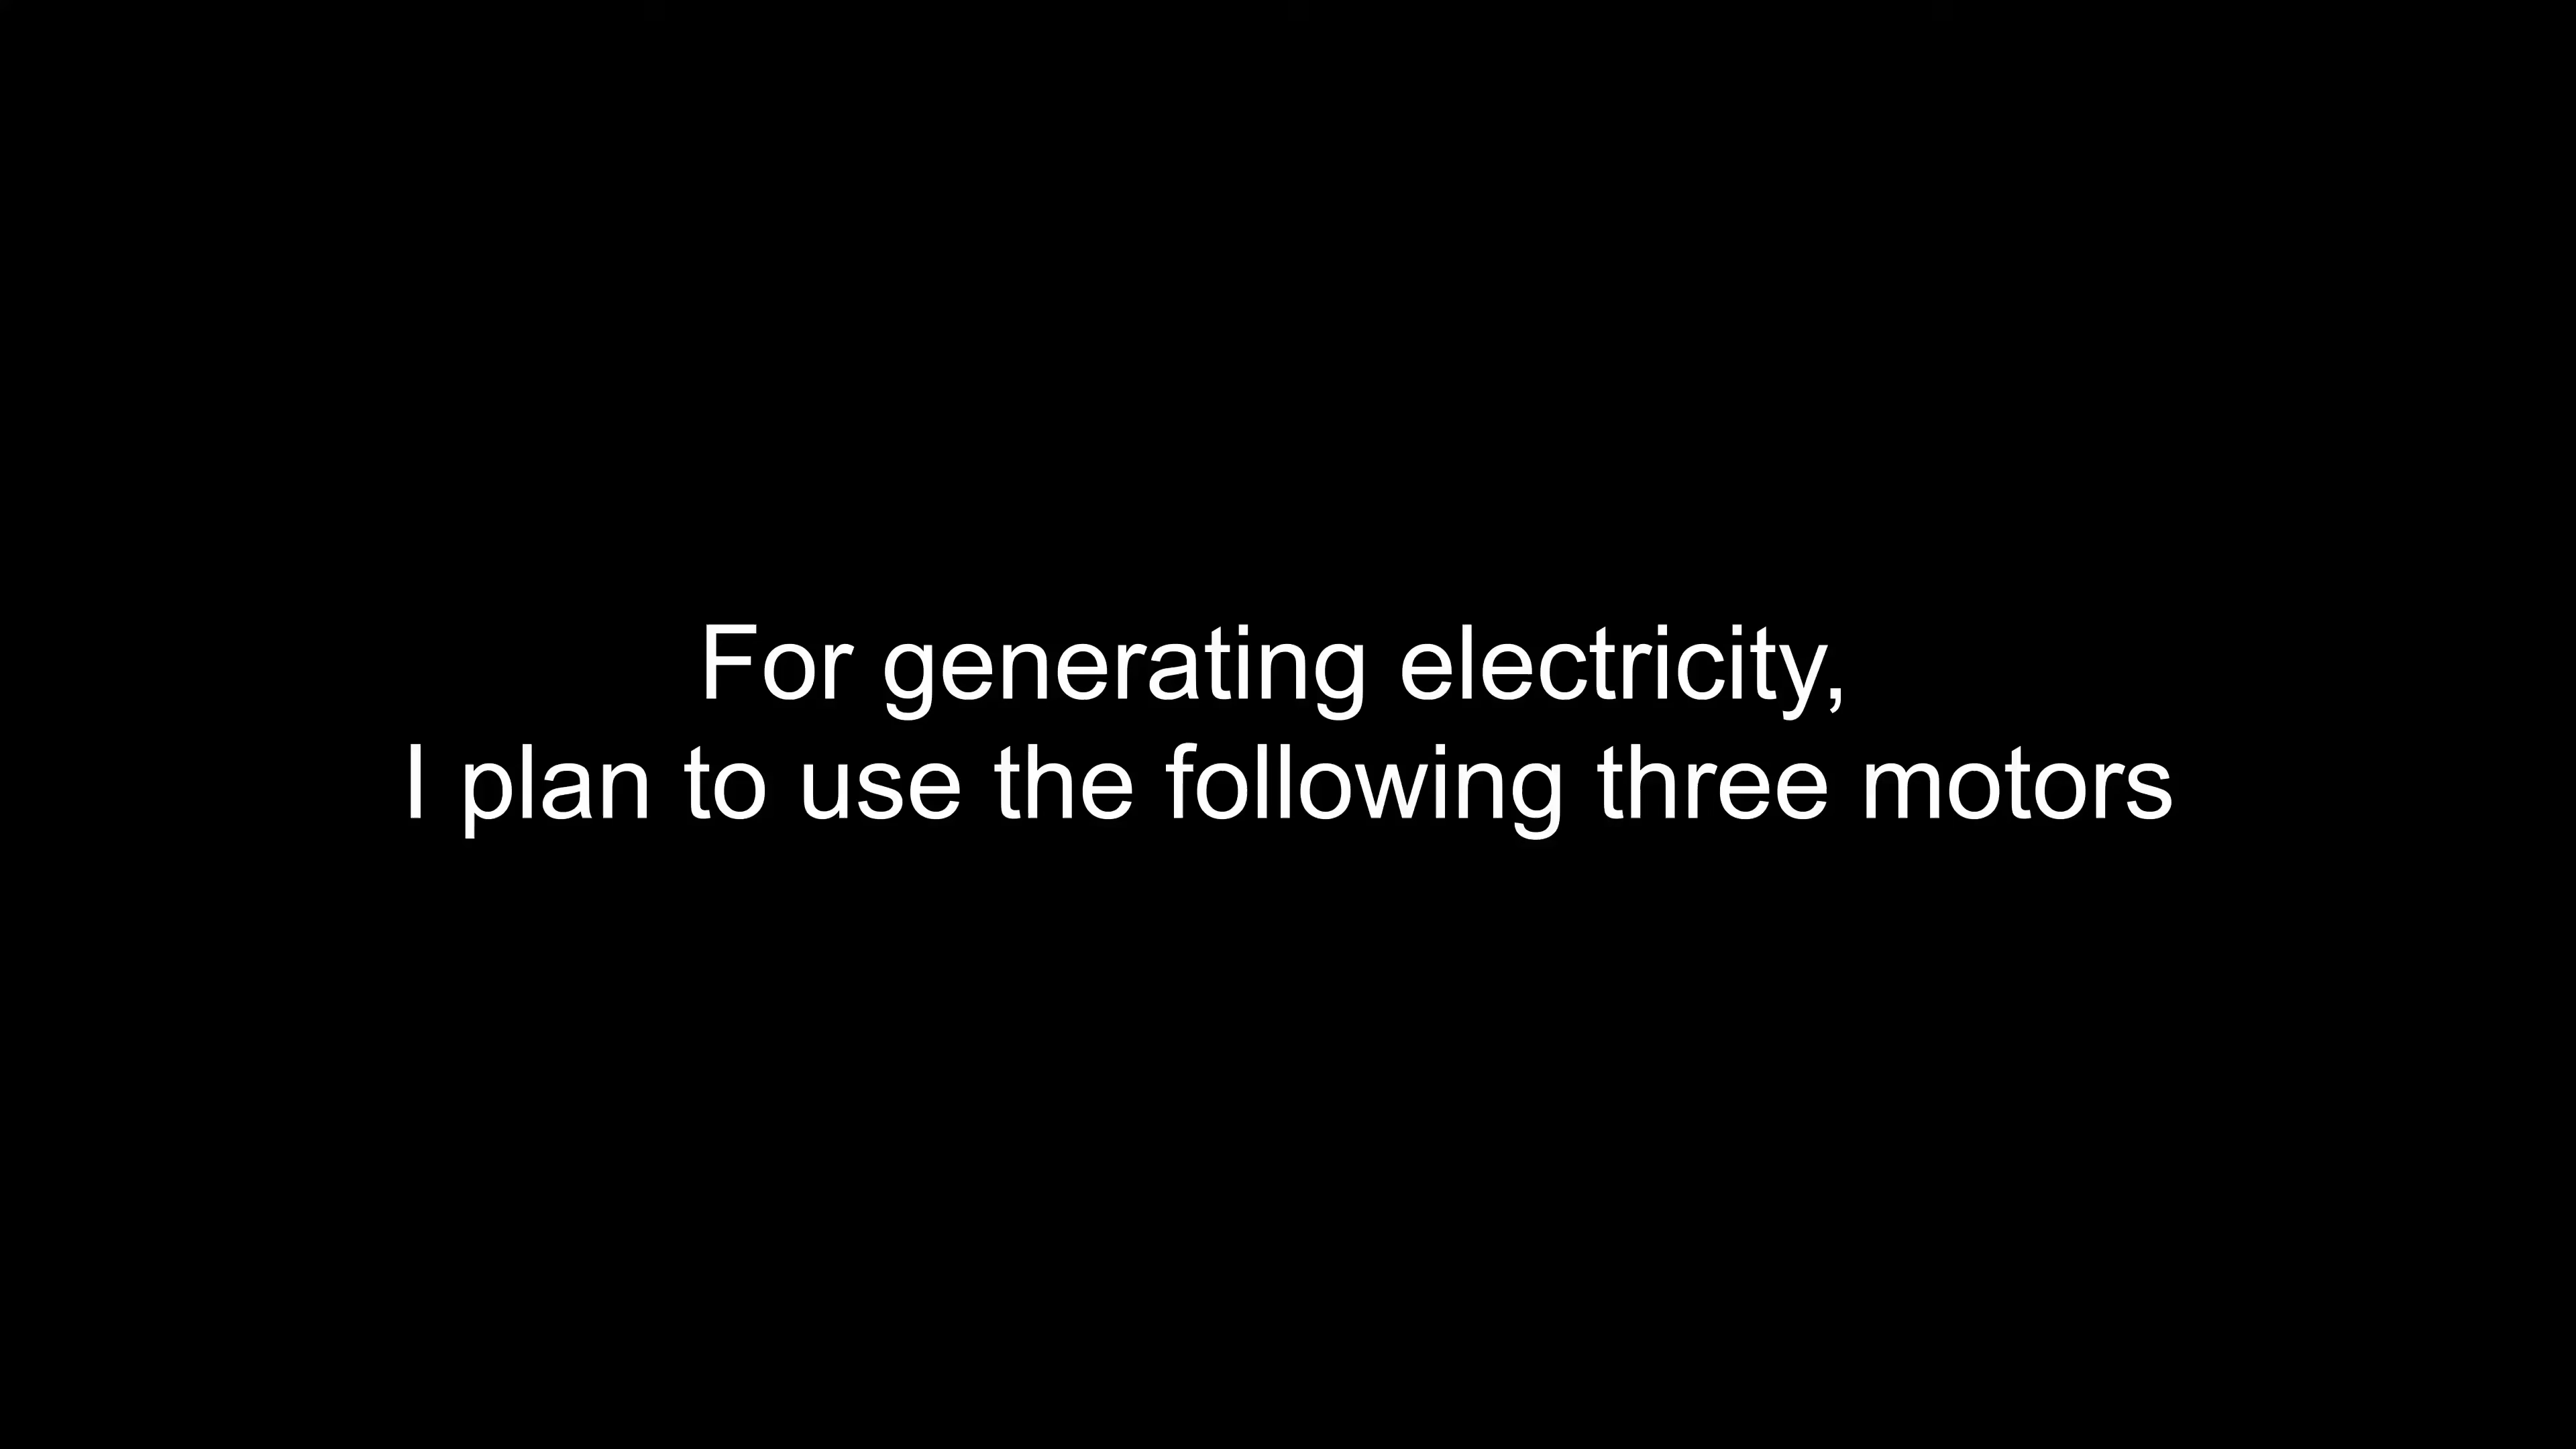 For generating electricity,
I plan to use the following three motors